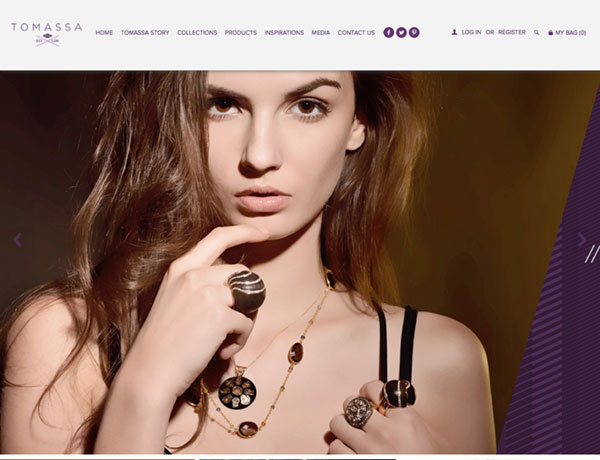 TOMASSA
HOME TOMASSA STORY COLLECTIONS PRODUCTS INSPIRATIONS MEDIA CONTACT US LOG IN OR REGISTER MY BAG (0)
//